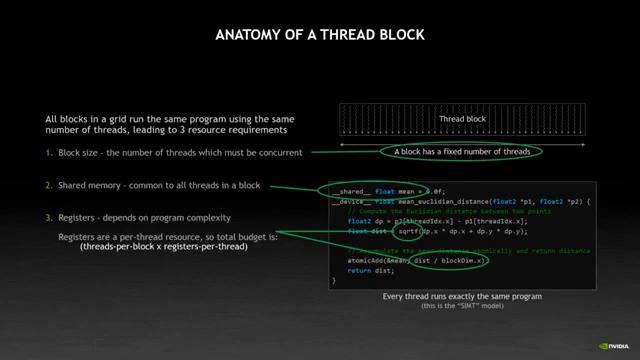 ANATOMY OF A THREAD BLOCK
All blocks in a grid run the same program using the same
number of threads, leading to 3 resource requirements
1. Block size – the number of threads which must be concurrent
2. Shared memory – common to all threads in a block
3. Registers – depends on program complexity
Registers are a per-thread resource, so total budget is:
(threads-per-block x registers-per-thread)
Thread block
A block has a fixed number of threads
__shared__ float mean = 0.0f;
__device__ float mean_euclidian_distance(float2 *p1, float2 *p2) {
// Compute the Euclidian distance between two points
float2 dp = p2[threadIdx.x] - p1[threadIdx.x];
float dist = sqrtf(dp.x * dp.x + dp.y * dp.y);
// Accumulate the mean distance atomically and return distance
atomicAdd(&mean, dist / blockDim.x);
return dist;
}
Every thread runs exactly the same program
(this is the "SIMT" model)
NVIDIA